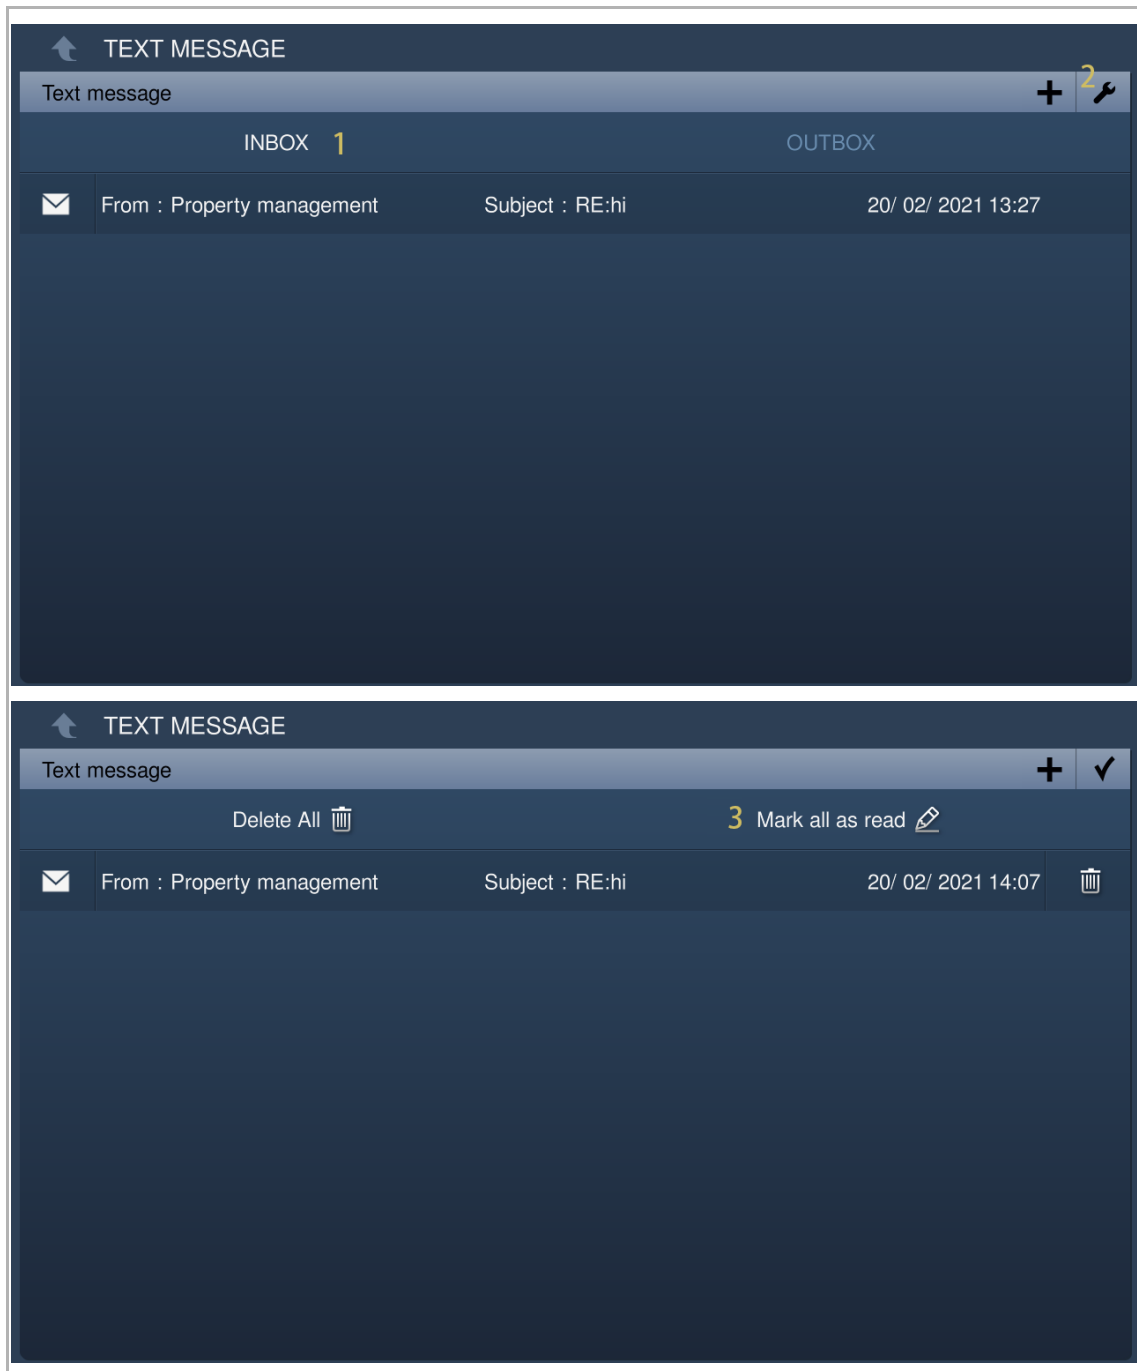 TEXT MESSAGE
Text message
2
INBOX 1 OUTBOX
From : Property management Subject : RE:hi 20/ 02/ 2021 13:27
TEXT MESSAGE
Text message
Delete All 3 Mark all as read
From : Property management Subject : RE:hi 20/ 02/ 2021 14:07